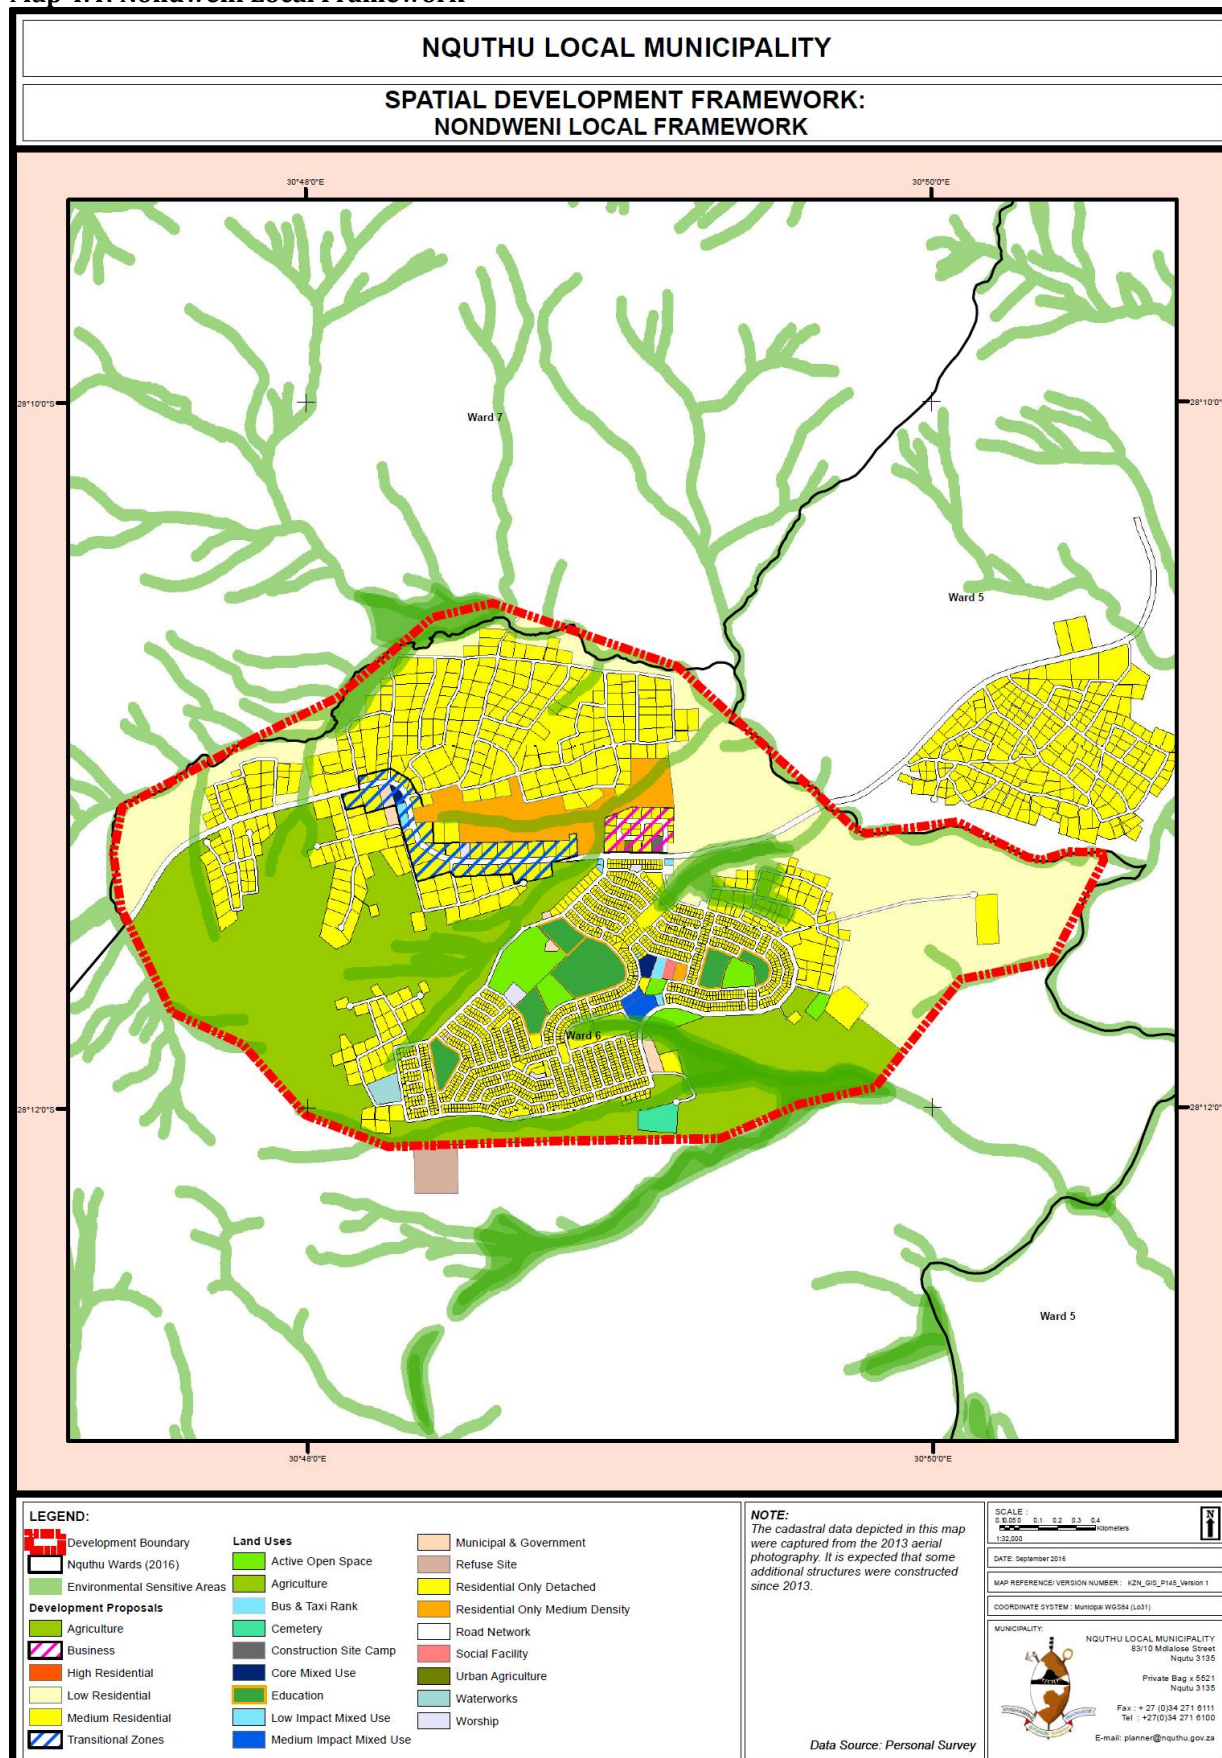 NQUTHU LOCAL MUNICIPALITY
SPATIAL DEVELOPMENT FRAMEWORK:
NONDWENI LOCAL FRAMEWORK
30°48'0"E
30°50'0"E
28°10'0"S
28°10'0"
Ward 7
Ward 5
Ward 6
28°12'0"S
28°12'0"S
Ward 5
30°48'0"E
30°50'0"E
LEGEND:
Development Boundary
Nquthu Wards (2016)
Environmental Sensitive Areas
Development Proposals
Agriculture
Business
High Residential
Low Residential
Medium Residential
Transitional Zones
Land Uses
Active Open Space
Agriculture
Bus & Taxi Rank
Cemetery
Construction Site Camp
Core Mixed Use
Education
Low Impact Mixed Use
Medium Impact Mixed Use
Municipal & Government
Refuse Site
Residential Only Detached
Residential Only Medium Density
Road Network
Social Facility
Urban Agriculture
Waterworks
Worship
NOTE:
The cadastral data depicted in this map
were captured from the 2013 aerial
photography. It is expected that some
additional structures were constructed
since 2013.
Data Source: Personal Survey
SCALE :
0.1 0.2 0.3 0.4
Kilometers
1:32,000
N
DATE: September 2016
MAP REFERENCE/ VERSION NUMBER : KZN_GIS_P145_Version 1
COORDINATE SYSTEM : Municipal WGS84 (Lo31)
MUNICIPALITY:
NQUTHU LOCAL MUNICIPALITY
83/10 Mdlalose Street
Nqutu 3135
Private Bag x 5521
Nqutu 3135
Fax : + 27 (0)34 271 6111
Tel : +27(0)34 271 6100
E-mail: planner@nquthu.gov.za